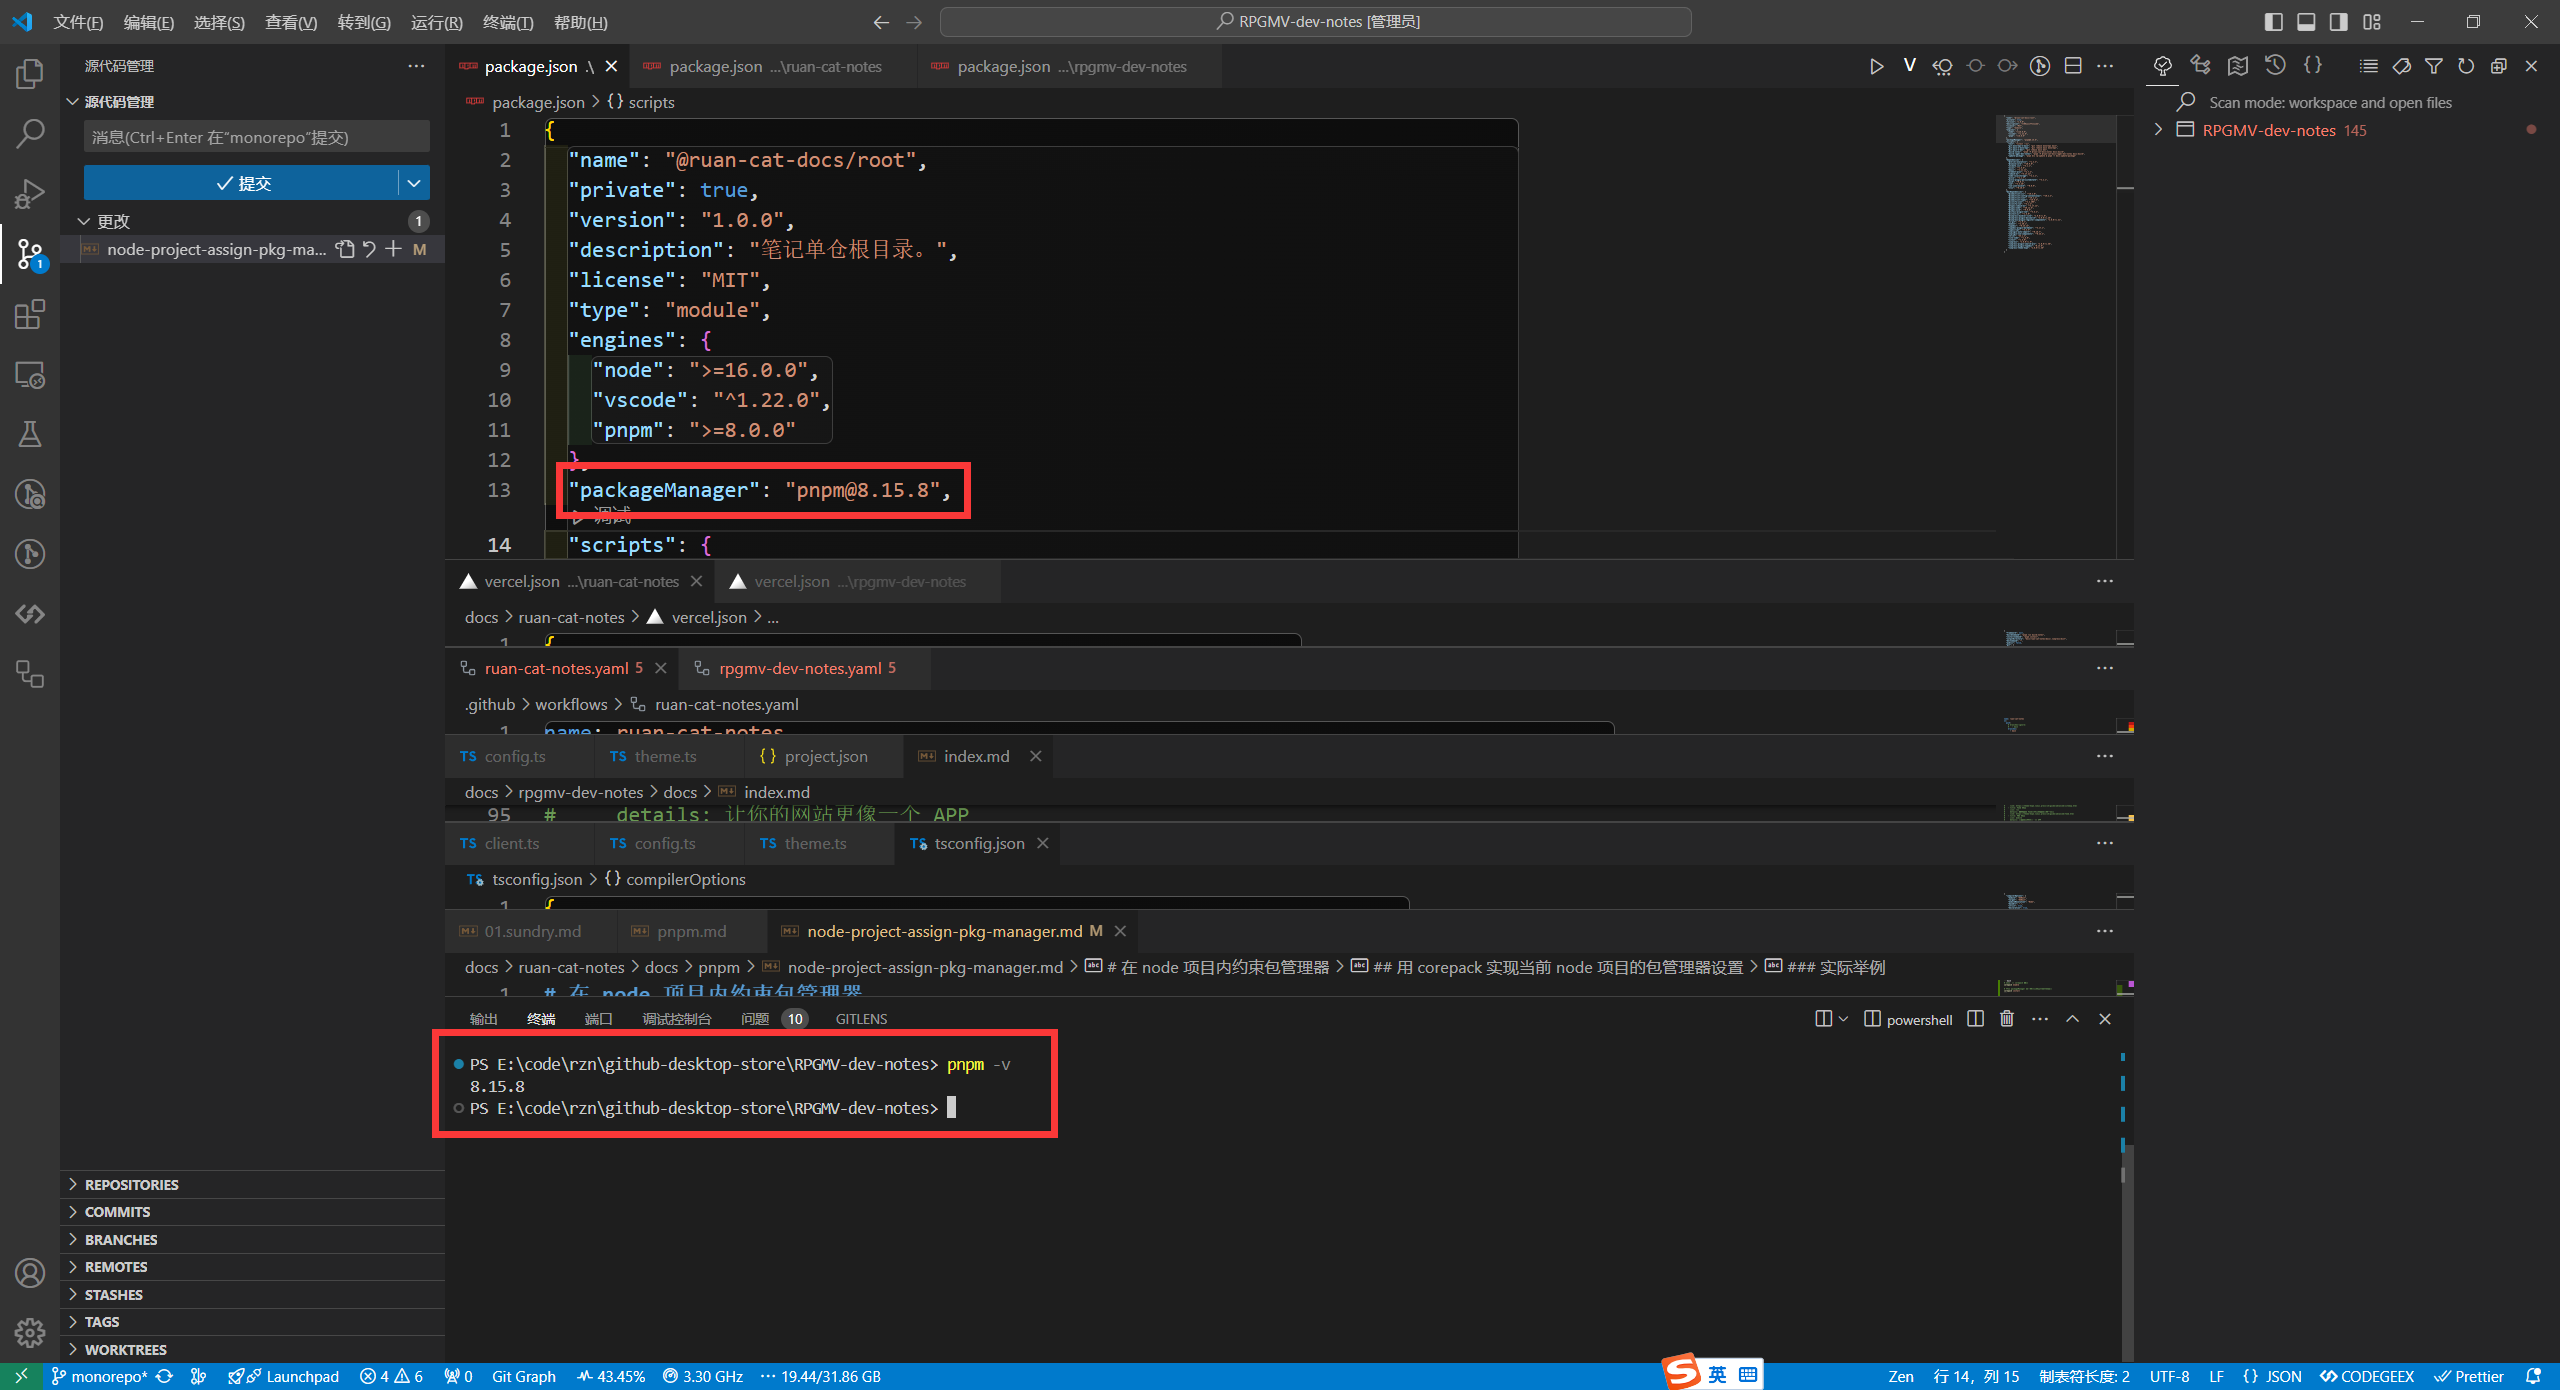 文件(F) 编辑(E) 选择(S) 查看(V) 转到(G) 运行(R) 终端(T) 帮助(H)
RPGMV-dev-notes [管理员]
源代码管理
源代码管理
消息(Ctrl+Enter 在“monorepo”提交)
提交
更改 1
node-project-assign-pkg-ma... M
1
REPOSITORIES
COMMITS
BRANCHES
REMOTES
STASHES
TAGS
WORKTREES
package.json .\ package.json ...\ruan-cat-notes package.json ...\rpgmv-dev-notes
package.json > {} scripts
1 {
2 "name": "@ruan-cat-docs/root",
3 "private": true,
4 "version": "1.0.0",
5 "description": "笔记单仓根目录。",
6 "license": "MIT",
7 "type": "module",
8 "engines": {
9 "node": ">=16.0.0",
10 "vscode": "^1.22.0",
11 "pnpm": ">=8.0.0"
12 },
13 "packageManager": "pnpm@8.15.8",
调试
14 "scripts": {
vercel.json ...\ruan-cat-notes vercel.json ...\rpgmv-dev-notes
docs > ruan-cat-notes > vercel.json > ...
1 {
ruan-cat-notes.yaml 5 rpgmv-dev-notes.yaml 5
.github > workflows > ruan-cat-notes.yaml
1 name: ruan-cat-notes
TS config.ts TS theme.ts {} project.json index.md
docs > rpgmv-dev-notes > docs > index.md
95 # details: 让你的网站更像一个 APP
TS client.ts TS config.ts TS theme.ts TS tsconfig.json
TS tsconfig.json > {} compilerOptions
1 {
01.sundry.md pnpm.md node-project-assign-pkg-manager.md M
docs > ruan-cat-notes > docs > pnpm > node-project-assign-pkg-manager.md > # 在 node 项目内约束包管理器 > ## 用 corepack 实现当前 node 项目的包管理器设置 > ### 实际举例
1 # 在 node 项目内约束包管理器
输出 终端 端口 调试控制台 问题 10 GITLENS
powershell
PS E:\code\rzn\github-desktop-store\RPGMV-dev-notes> pnpm -v
8.15.8
PS E:\code\rzn\github-desktop-store\RPGMV-dev-notes>
Scan mode: workspace and open files
RPGMV-dev-notes 145
monorepo* Launchpad 4 6 0 Git Graph 43.45% 3.30 GHz 19.44/31.86 GB
英
Zen 行 14，列 15 制表符长度: 2 UTF-8 LF {} JSON CODEGEEX Prettier